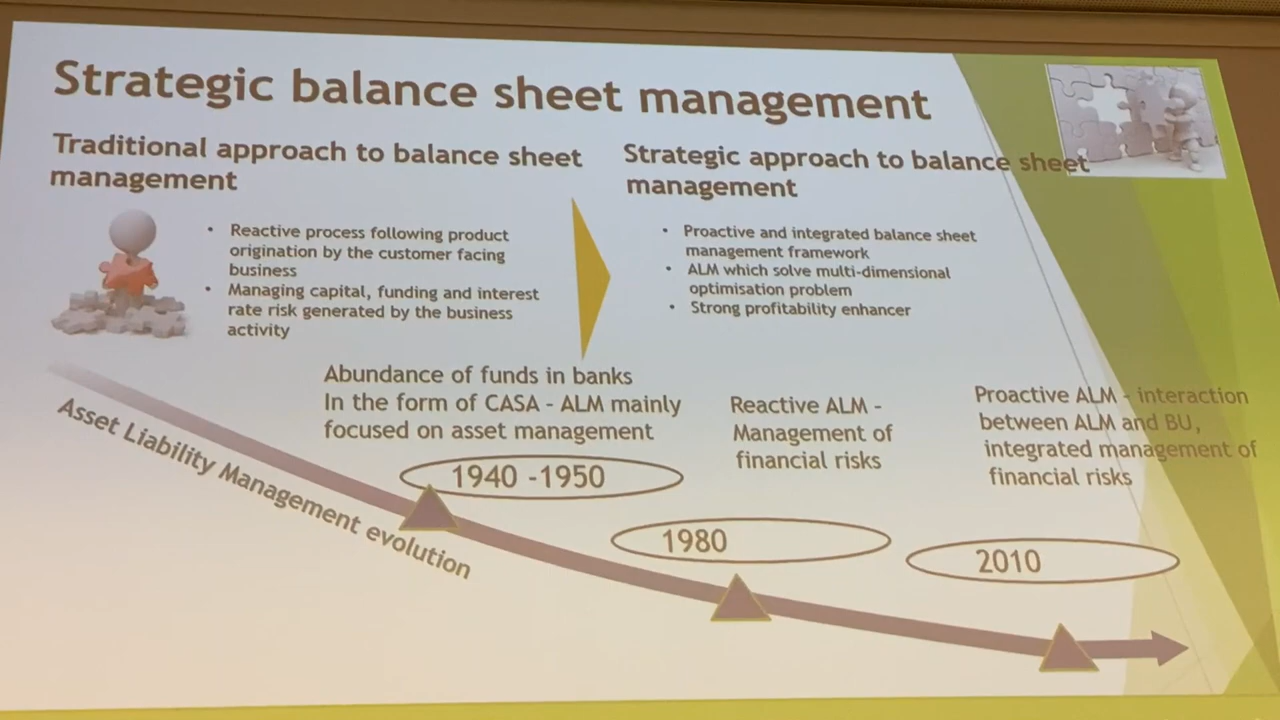 Strategic balance sheet management
Traditional approach to balance sheet
management
• Reactive process following product
origination by the customer facing
business
• Managing capital, funding and interest
rate risk generated by the business
activity
Strategic approach to balance sheet
management
• Proactive and integrated balance sheet
management framework
• ALM which solve multi-dimensional
optimisation problem
• Strong profitability enhancer
Asset Liability Management evolution
Abundance of funds in banks
In the form of CASA - ALM mainly
focused on asset management
1940 -1950
Reactive ALM -
Management of
financial risks
1980
Proactive ALM - interaction
between ALM and BU,
integrated management of
financial risks
2010